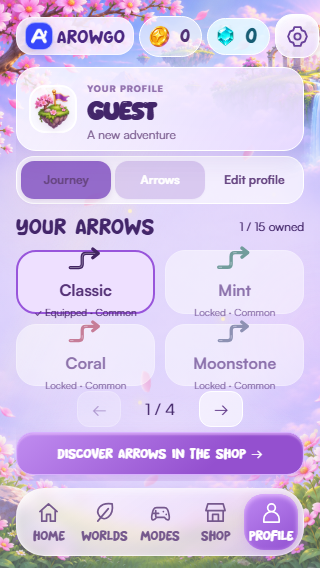 AROWGO
0
0
YOUR PROFILE
GUEST
A new adventure
Journey
Arrows
Edit profile
YOUR ARROWS
1 / 15 owned
Classic
✓ Equipped · Common
Mint
Locked · Common
Coral
Locked · Common
Moonstone
Locked · Common
← 1 / 4 →
DISCOVER ARROWS IN THE SHOP →
HOME
WORLDS
MODES
SHOP
PROFILE